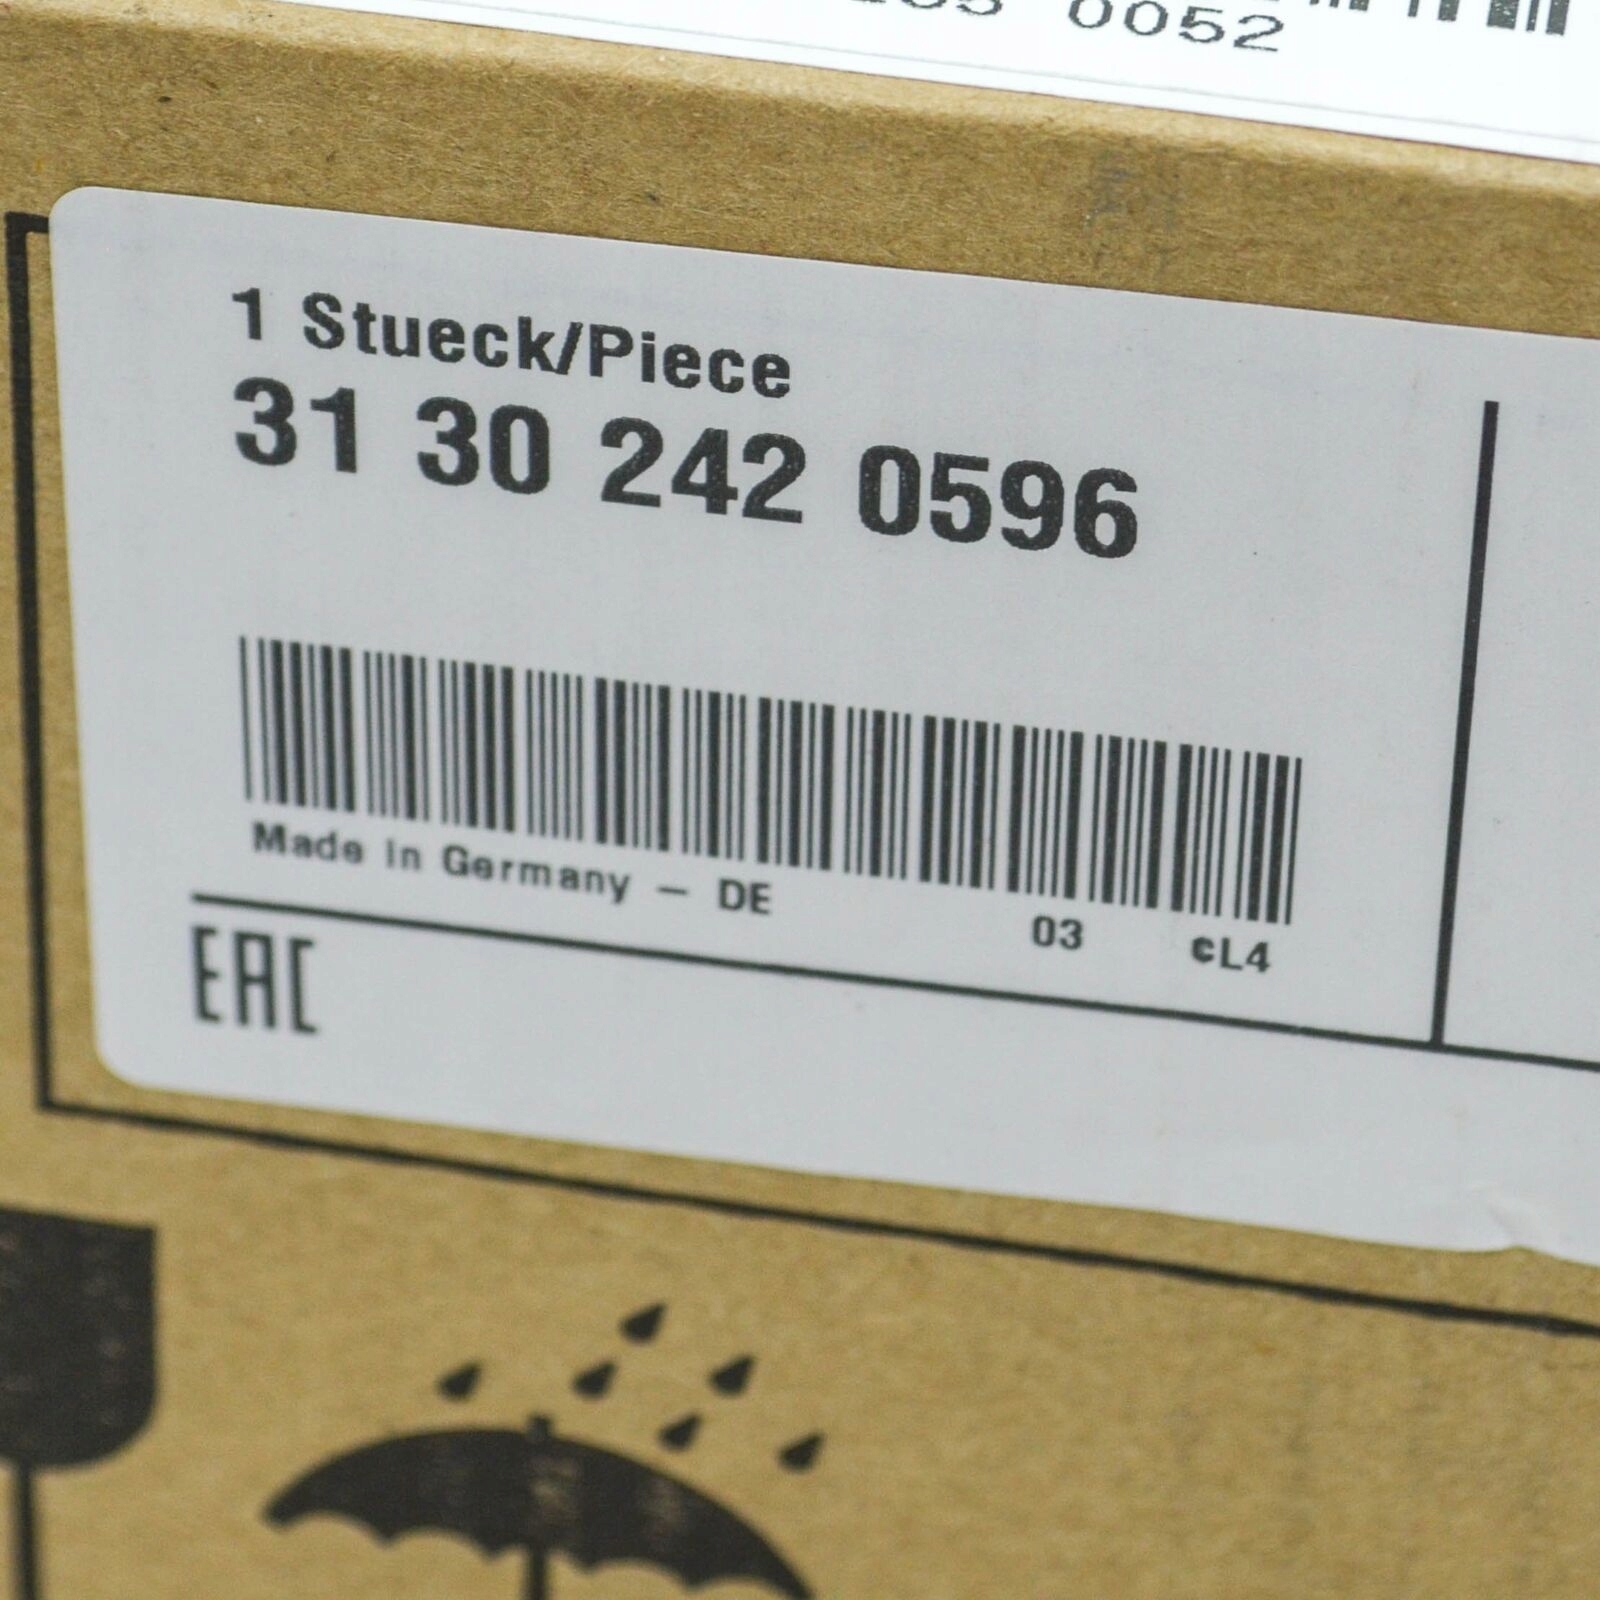 0052
1 Stueck/Piece
31 30 242 0596
Made in Germany — DE
03 cL4
EAC